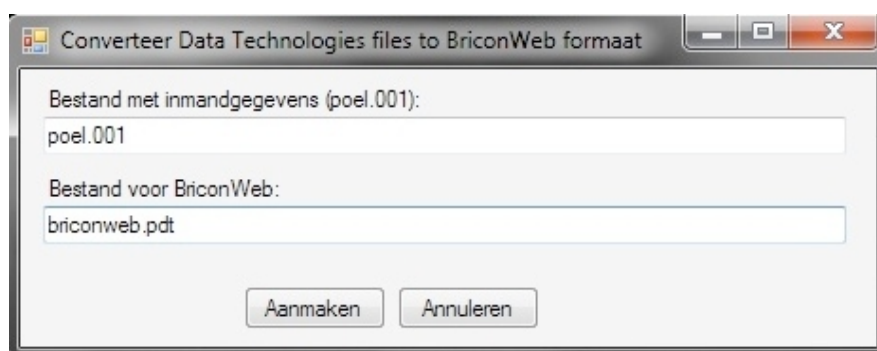 Converteer Data Technologies files to BriconWeb formaat
Bestand met inmandgegevens (poel.001):
poel.001
Bestand voor BriconWeb:
briconweb.pdt
Aanmaken Annuleren